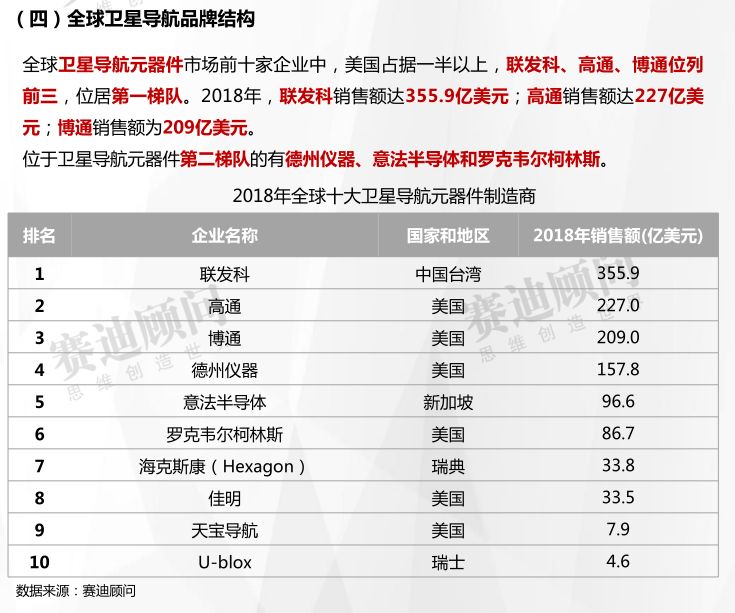 （四）全球卫星导航品牌结构
全球卫星导航元器件市场前十家企业中，美国占据一半以上，联发科、高通、博通位列
前三，位居第一梯队。2018年，联发科销售额达355.9亿美元；高通销售额达227亿美
元；博通销售额为209亿美元。
位于卫星导航元器件第二梯队的有德州仪器、意法半导体和罗克韦尔柯林斯。
2018年全球十大卫星导航元器件制造商
排名 企业名称 国家和地区 2018年销售额(亿美元)
1 联发科 中国台湾 355.9
2 高通 美国 227.0
3 博通 美国 209.0
4 德州仪器 美国 157.8
5 意法半导体 新加坡 96.6
6 罗克韦尔柯林斯 美国 86.7
7 海克斯康（Hexagon） 瑞典 33.8
8 佳明 美国 33.5
9 天宝导航 美国 7.9
10 U-blox 瑞士 4.6
数据来源：赛迪顾问
赛迪顾问
思维创造世
赛迪顾问
思维创造世